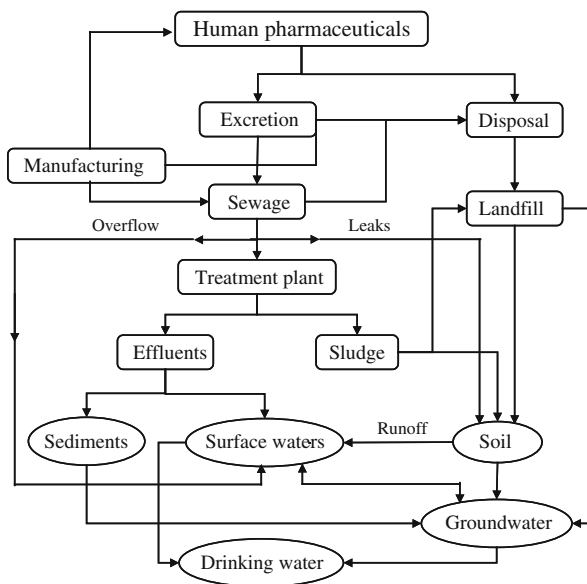 Human pharmaceuticals
Excretion
Disposal
Manufacturing
Sewage
Landfill
Overflow
Leaks
Treatment plant
Effluents
Sludge
Sediments
Surface waters
Runoff
Soil
Groundwater
Drinking water